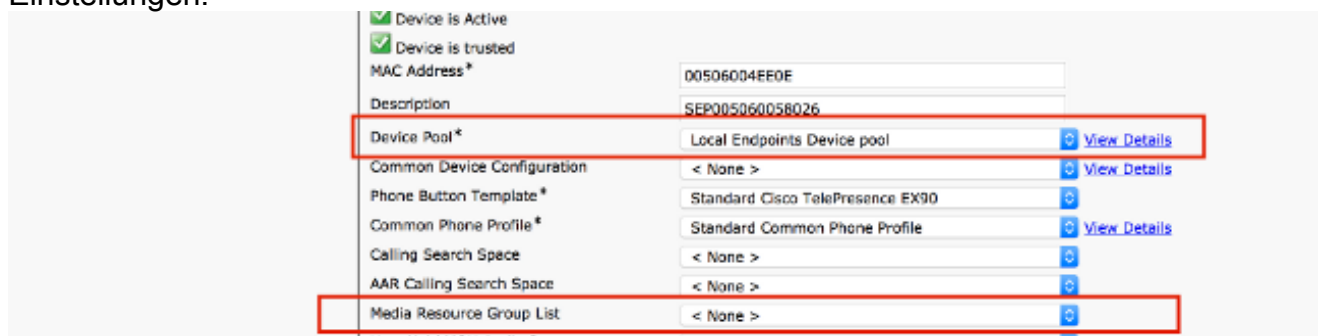 Einstellungen:
Device is Active
Device is trusted
MAC Address* 00506004EE0E
Description SEP005060058026
Device Pool* Local Endpoints Device pool View Details
Common Device Configuration < None > View Details
Phone Button Template* Standard Cisco TelePresence EX90
Common Phone Profile* Standard Common Phone Profile View Details
Calling Search Space < None >
AAR Calling Search Space < None >
Media Resource Group List < None >